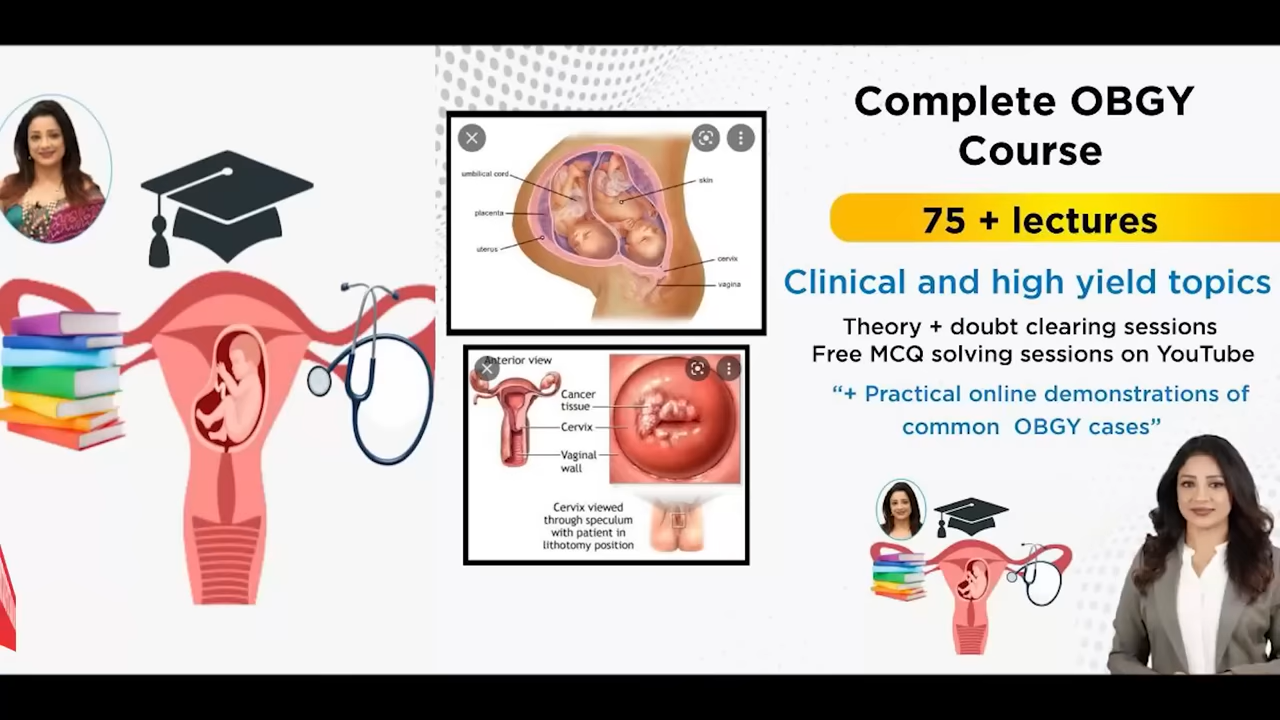 umbilical cord
placenta
uterus
skin
cervix
vagina
Anterior view
Cancer
tissue
Cervix
Vaginal
wall
Cervix viewed
through speculum
with patient in
lithotomy position
Complete OBGY
Course
75 + lectures
Clinical and high yield topics
Theory + doubt clearing sessions
Free MCQ solving sessions on YouTube
“+ Practical online demonstrations of
common OBGY cases”